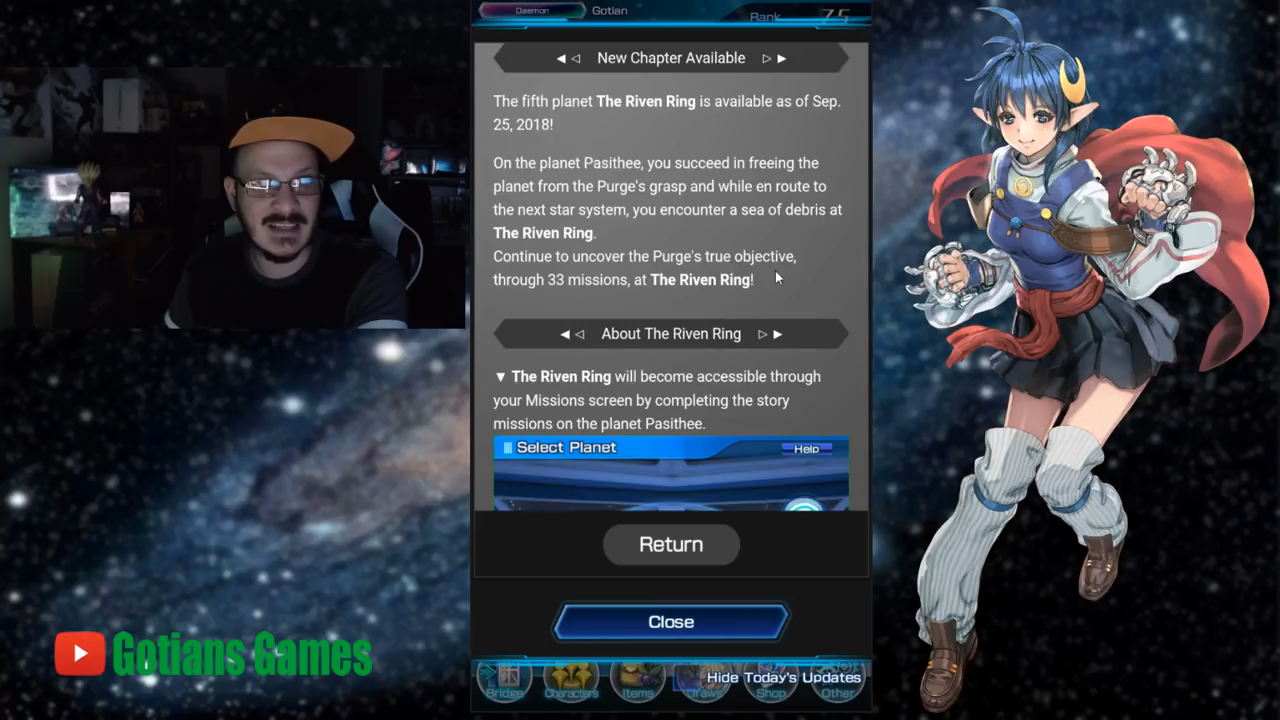 Daemon Gotian Rank 75
◄ ◁ New Chapter Available ▷ ►
The fifth planet The Riven Ring is available as of Sep.
25, 2018!
On the planet Pasithee, you succeed in freeing the
planet from the Purge's grasp and while en route to
the next star system, you encounter a sea of debris at
The Riven Ring.
Continue to uncover the Purge's true objective,
through 33 missions, at The Riven Ring!
◄ ◁ About The Riven Ring ▷ ►
▼ The Riven Ring will become accessible through
your Missions screen by completing the story
missions on the planet Pasithee.
Select Planet Help
Return
Close
Hide Today's Updates
Bridge Characters Items Draws Shop Other
Gotians Games